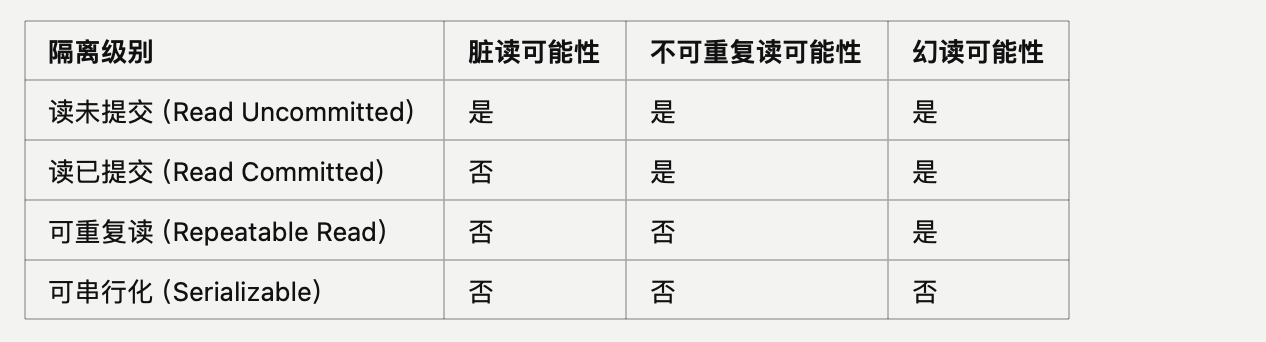 隔离级别 脏读可能性 不可重复读可能性 幻读可能性
读未提交 (Read Uncommitted) 是 是 是
读已提交 (Read Committed) 否 是 是
可重复读 (Repeatable Read) 否 否 是
可串行化 (Serializable) 否 否 否